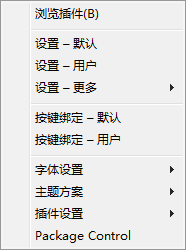 浏览插件(B)
设置 – 默认
设置 – 用户
设置 – 更多
按键绑定 – 默认
按键绑定 – 用户
字体设置
主题方案
插件设置
Package Control